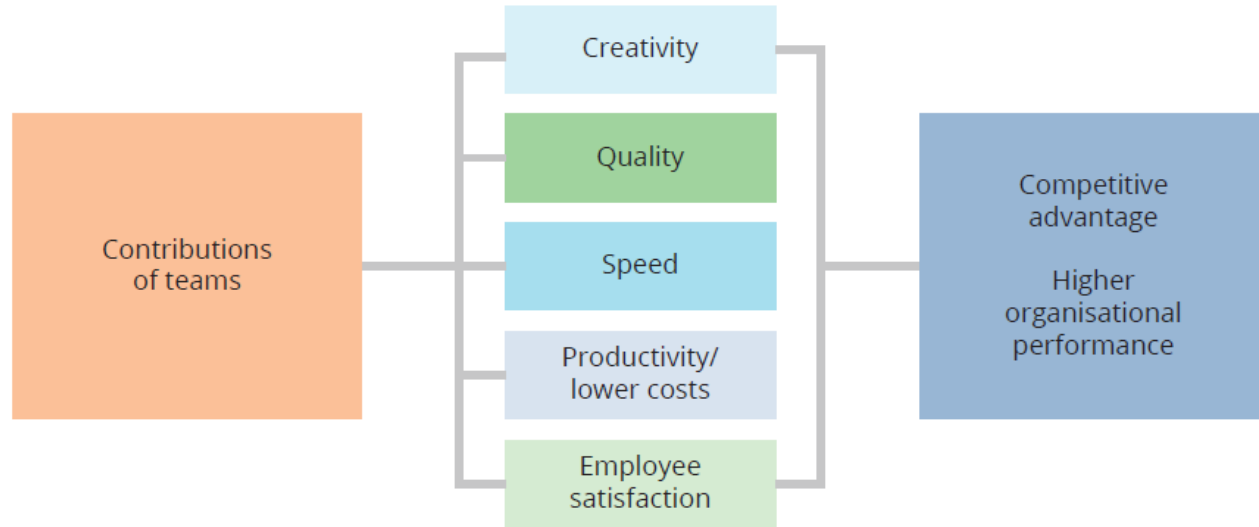 Contributions
of teams
Creativity
Quality
Speed
Productivity/
lower costs
Employee
satisfaction
Competitive
advantage
Higher
organisational
performance